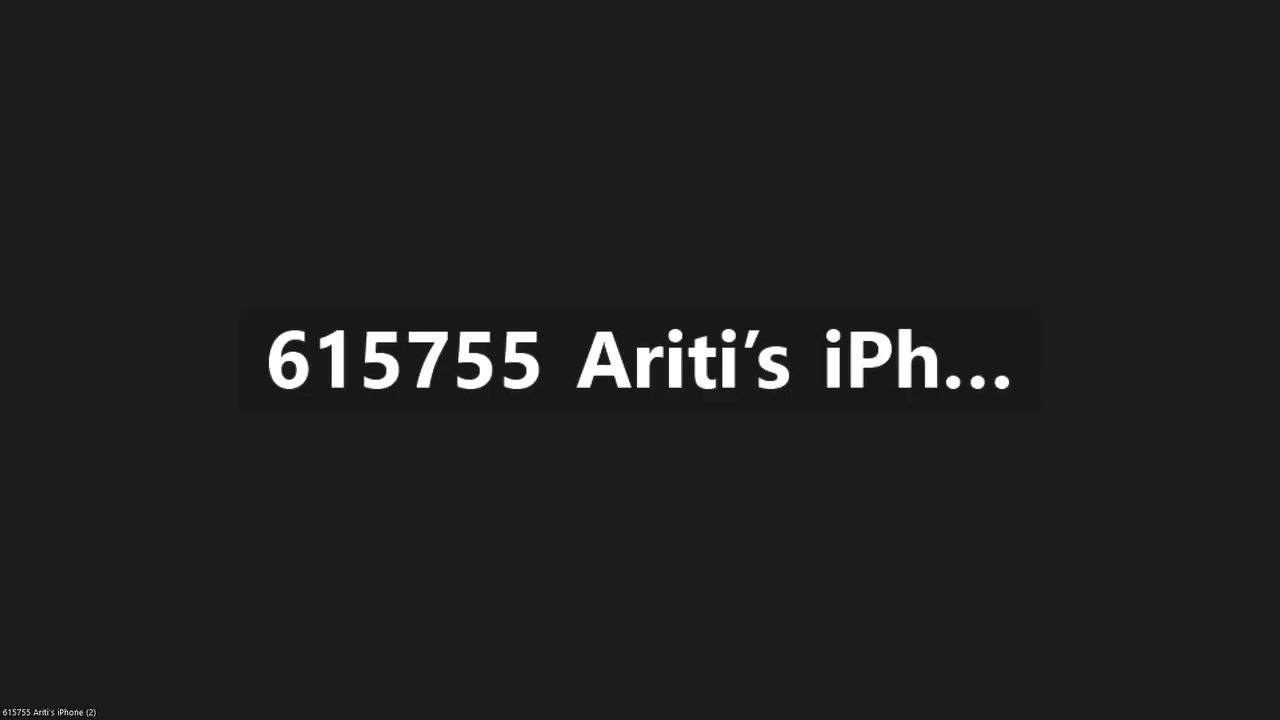 615755 Ariti’s iPh...
615755 Ariti's iPhone (2)